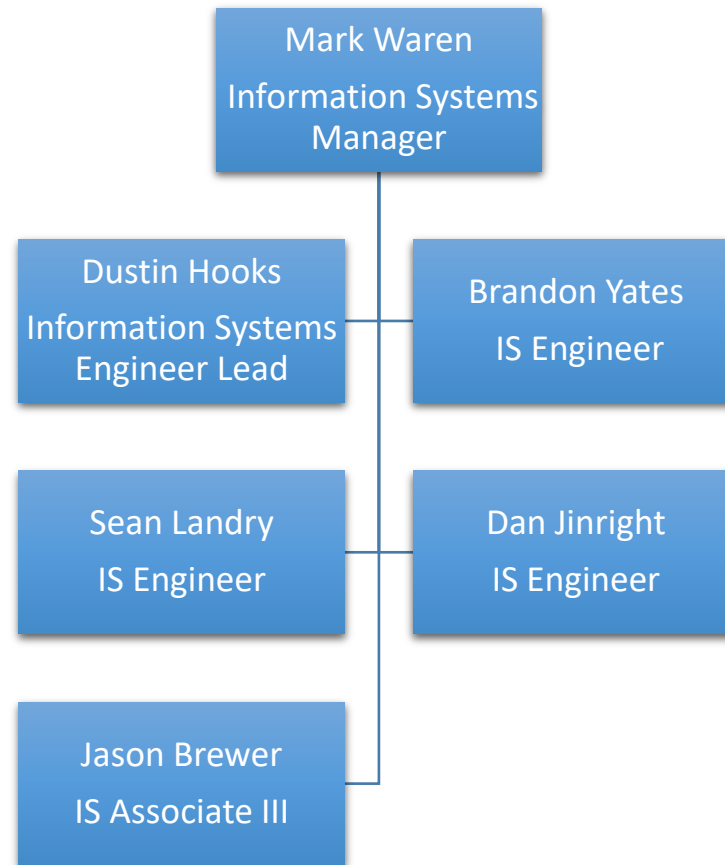 Mark Waren
Information Systems
Manager
Dustin Hooks
Information Systems
Engineer Lead
Brandon Yates
IS Engineer
Sean Landry
IS Engineer
Dan Jinright
IS Engineer
Jason Brewer
IS Associate III